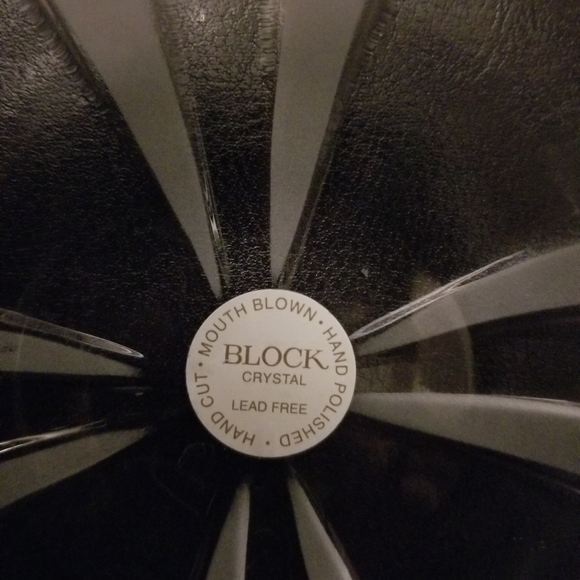 • MOUTH BLOWN • HAND POLISHED • HAND CUT
BLOCK
CRYSTAL
LEAD FREE